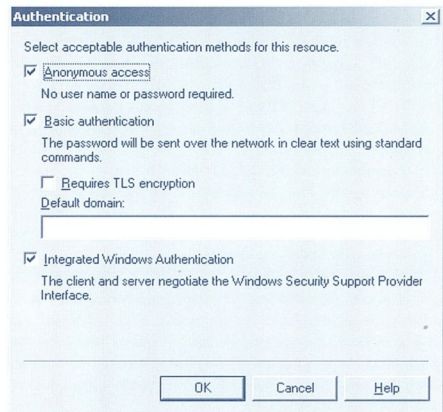 Authentication
Select acceptable authentication methods for this resouce.
Anonymous access
No user name or password required.
Basic authentication
The password will be sent over the network in clear text using standard
commands.
Requires TLS encryption
Default domain:
Integrated Windows Authentication
The client and server negotiate the Windows Security Support Provider
Interface.
OK
Cancel
Help